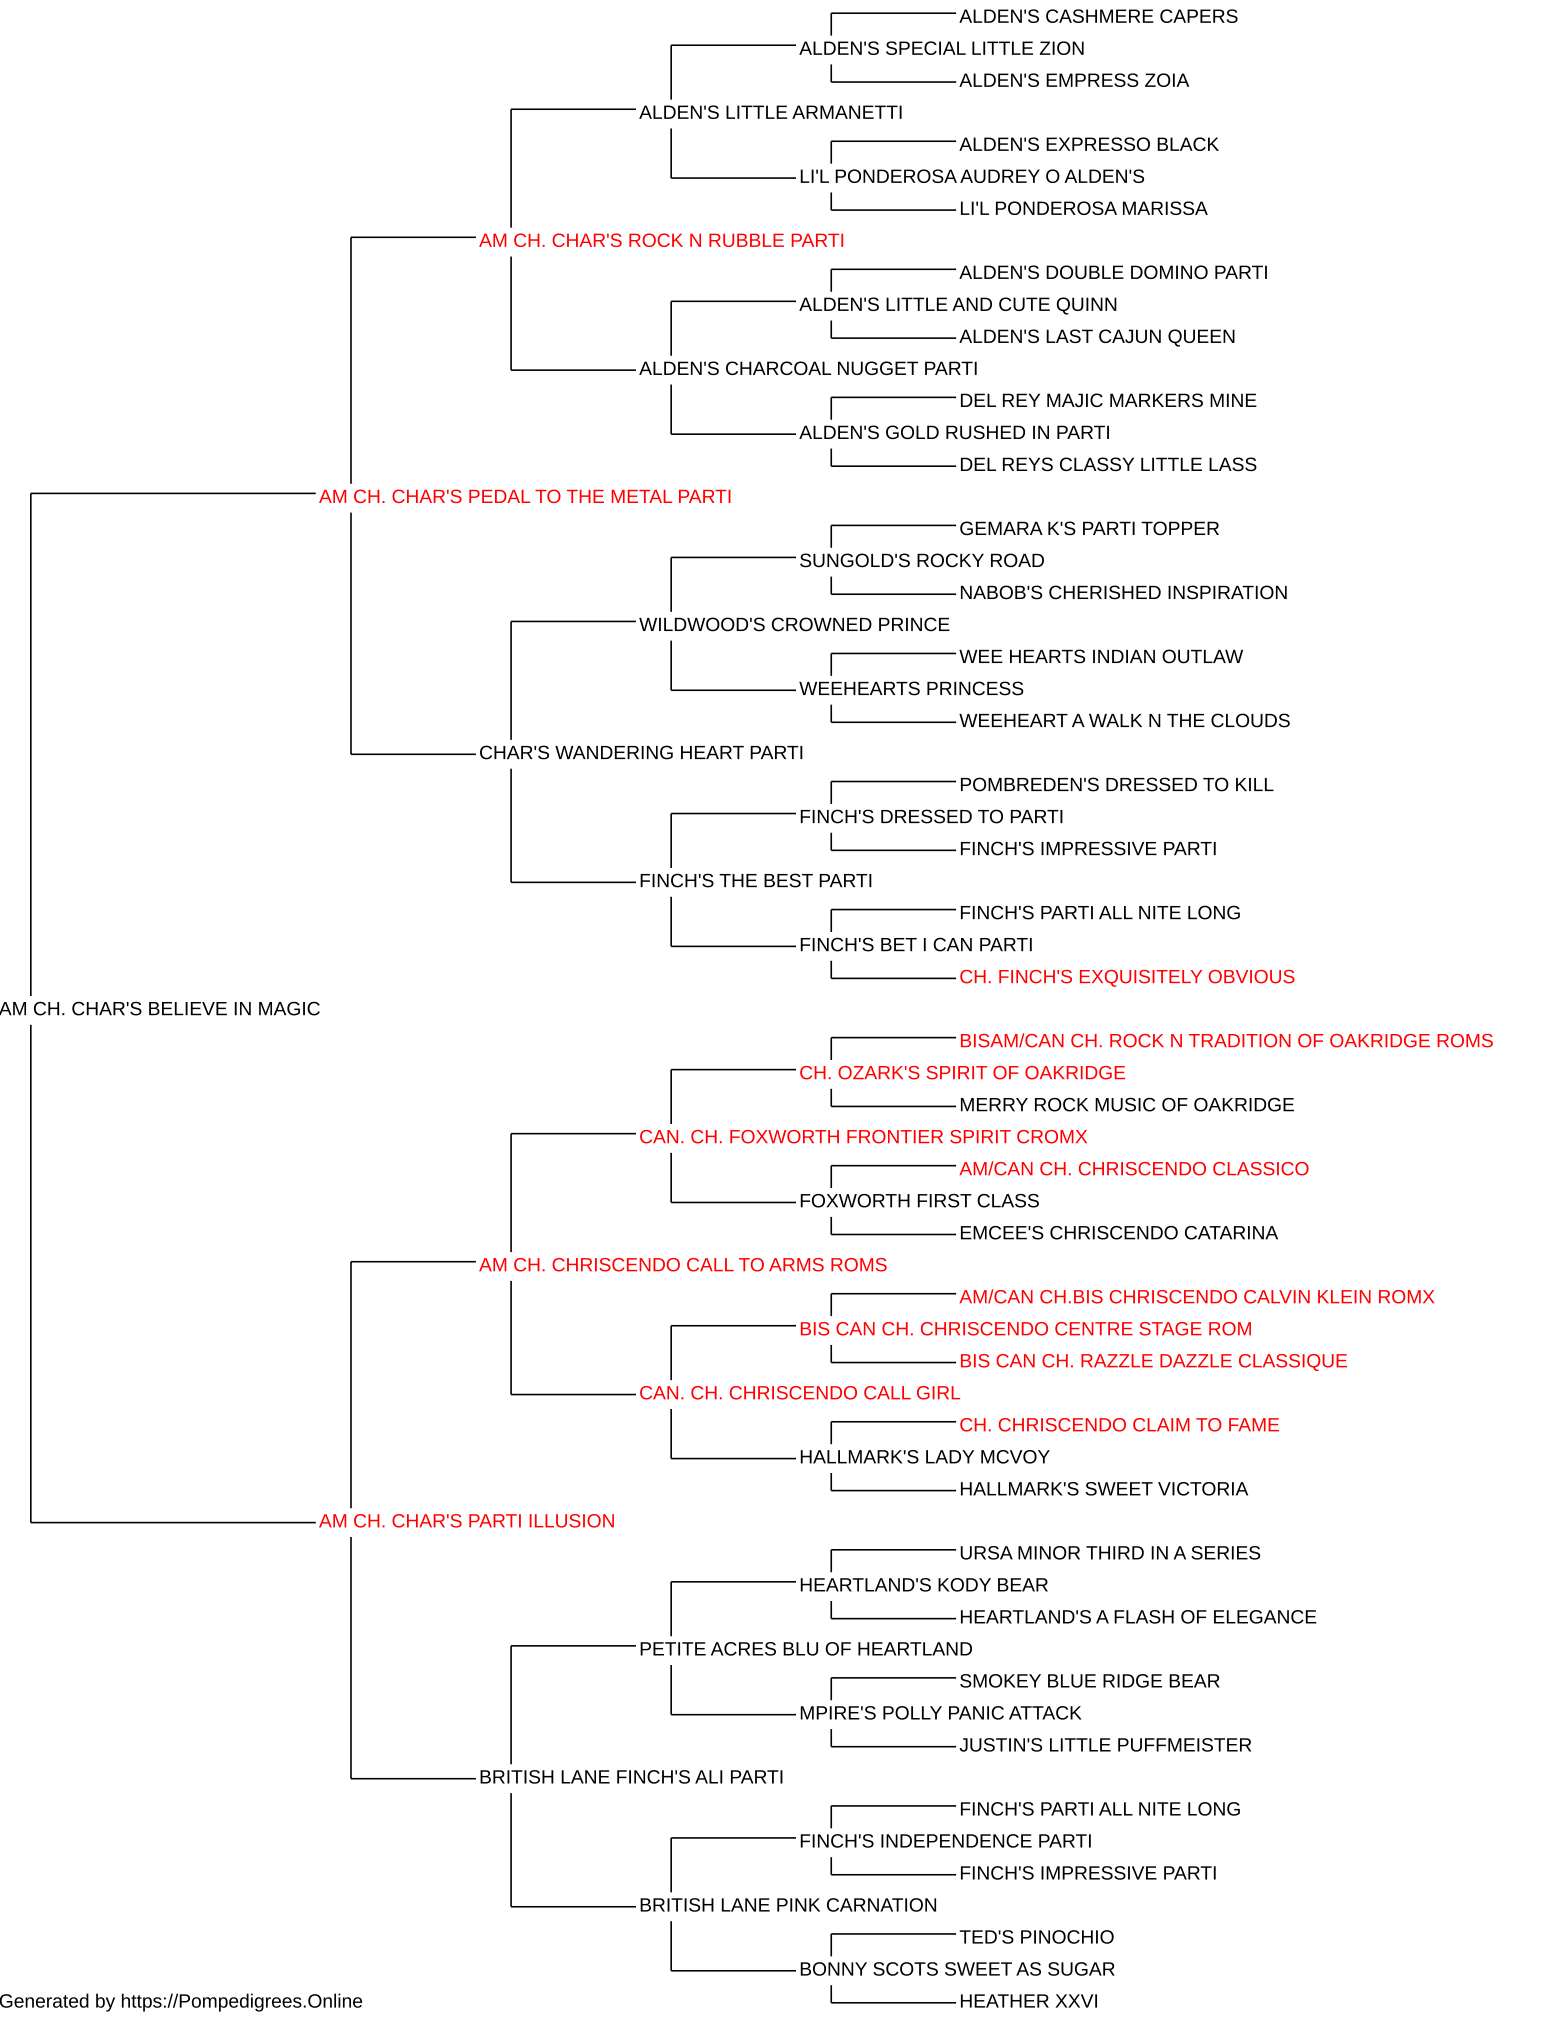 ALDEN'S CASHMERE CAPERS
ALDEN'S SPECIAL LITTLE ZION
ALDEN'S EMPRESS ZOIA
ALDEN'S LITTLE ARMANETTI
ALDEN'S EXPRESSO BLACK
LI'L PONDEROSA AUDREY O ALDEN'S
LI'L PONDEROSA MARISSA
AM CH. CHAR'S ROCK N RUBBLE PARTI
ALDEN'S DOUBLE DOMINO PARTI
ALDEN'S LITTLE AND CUTE QUINN
ALDEN'S LAST CAJUN QUEEN
ALDEN'S CHARCOAL NUGGET PARTI
DEL REY MAJIC MARKERS MINE
ALDEN'S GOLD RUSHED IN PARTI
DEL REYS CLASSY LITTLE LASS
AM CH. CHAR'S PEDAL TO THE METAL PARTI
GEMARA K'S PARTI TOPPER
SUNGOLD'S ROCKY ROAD
NABOB'S CHERISHED INSPIRATION
WILDWOOD'S CROWNED PRINCE
WEE HEARTS INDIAN OUTLAW
WEEHEARTS PRINCESS
WEEHEART A WALK N THE CLOUDS
CHAR'S WANDERING HEART PARTI
POMBREDEN'S DRESSED TO KILL
FINCH'S DRESSED TO PARTI
FINCH'S IMPRESSIVE PARTI
FINCH'S THE BEST PARTI
FINCH'S PARTI ALL NITE LONG
FINCH'S BET I CAN PARTI
CH. FINCH'S EXQUISITELY OBVIOUS
AM CH. CHAR'S BELIEVE IN MAGIC
BISAM/CAN CH. ROCK N TRADITION OF OAKRIDGE ROMS
CH. OZARK'S SPIRIT OF OAKRIDGE
MERRY ROCK MUSIC OF OAKRIDGE
CAN. CH. FOXWORTH FRONTIER SPIRIT CROMX
AM/CAN CH. CHRISCENDO CLASSICO
FOXWORTH FIRST CLASS
EMCEE'S CHRISCENDO CATARINA
AM CH. CHRISCENDO CALL TO ARMS ROMS
AM/CAN CH.BIS CHRISCENDO CALVIN KLEIN ROMX
BIS CAN CH. CHRISCENDO CENTRE STAGE ROM
BIS CAN CH. RAZZLE DAZZLE CLASSIQUE
CAN. CH. CHRISCENDO CALL GIRL
CH. CHRISCENDO CLAIM TO FAME
HALLMARK'S LADY MCVOY
HALLMARK'S SWEET VICTORIA
AM CH. CHAR'S PARTI ILLUSION
URSA MINOR THIRD IN A SERIES
HEARTLAND'S KODY BEAR
HEARTLAND'S A FLASH OF ELEGANCE
PETITE ACRES BLU OF HEARTLAND
SMOKEY BLUE RIDGE BEAR
MPIRE'S POLLY PANIC ATTACK
JUSTIN'S LITTLE PUFFMEISTER
BRITISH LANE FINCH'S ALI PARTI
FINCH'S PARTI ALL NITE LONG
FINCH'S INDEPENDENCE PARTI
FINCH'S IMPRESSIVE PARTI
BRITISH LANE PINK CARNATION
TED'S PINOCHIO
BONNY SCOTS SWEET AS SUGAR
HEATHER XXVI
Generated by https://Pompedigrees.Online